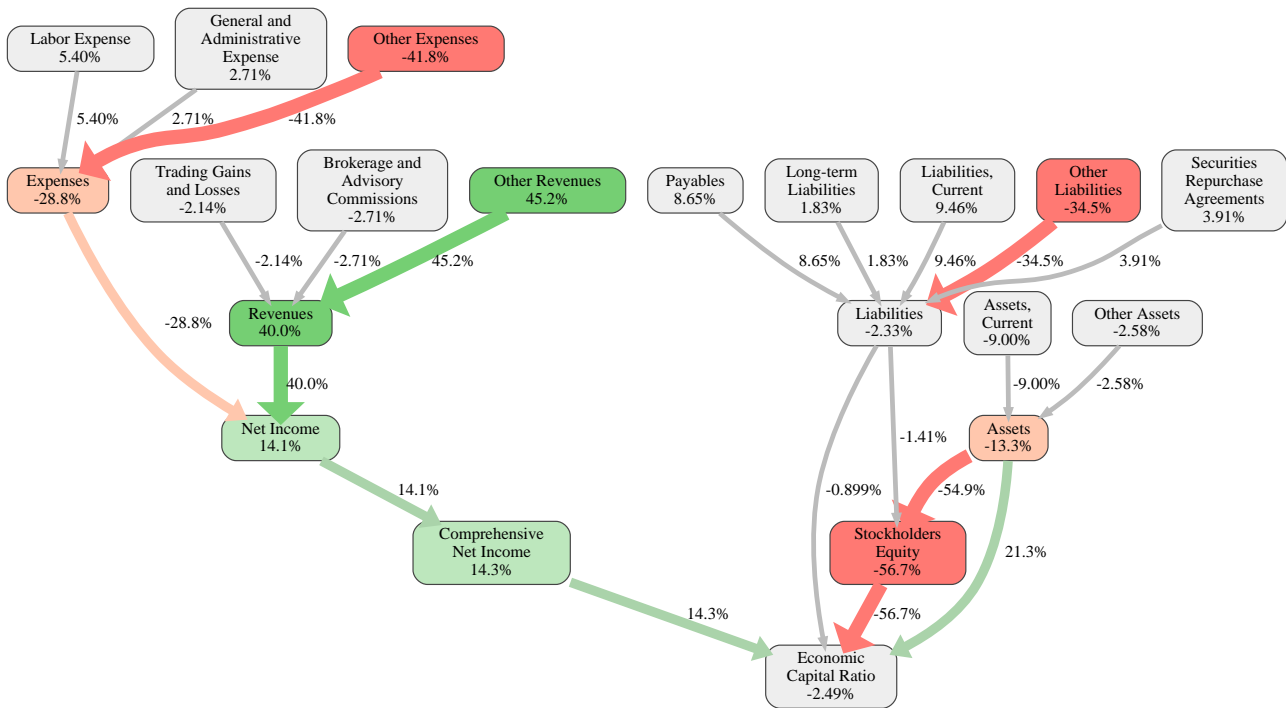 Labor Expense
5.40%
General and
Administrative
Expense
2.71%
Other Expenses
-41.8%
5.40%
2.71%
-41.8%
Expenses
-28.8%
Trading Gains
and Losses
-2.14%
Brokerage and
Advisory
Commissions
-2.71%
Other Revenues
45.2%
Payables
8.65%
Long-term
Liabilities
1.83%
Liabilities,
Current
9.46%
Other
Liabilities
-34.5%
Securities
Repurchase
Agreements
3.91%
-2.14%
-2.71%
45.2%
8.65%
1.83%
9.46%
-34.5%
3.91%
-28.8%
Revenues
40.0%
Liabilities
-2.33%
Assets,
Current
-9.00%
Other Assets
-2.58%
40.0%
-9.00%
-2.58%
Net Income
14.1%
-1.41%
Assets
-13.3%
14.1%
-0.899%
-54.9%
Comprehensive
Net Income
14.3%
Stockholders
Equity
-56.7%
21.3%
14.3%
-56.7%
Economic
Capital Ratio
-2.49%